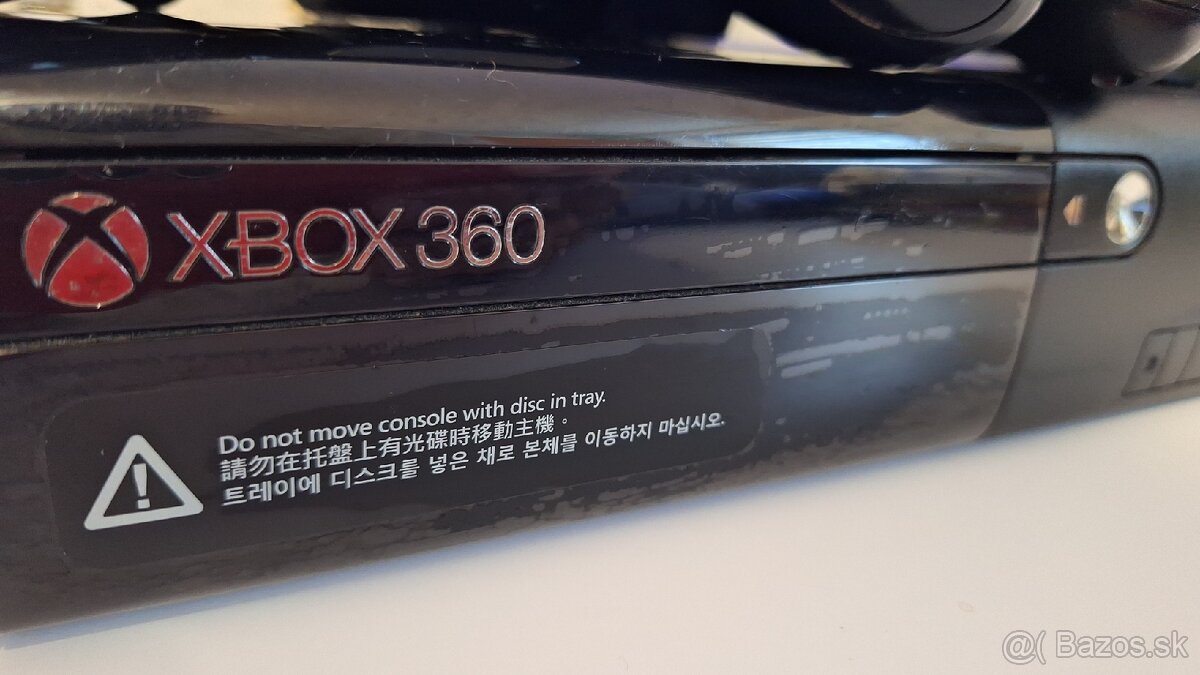 XBOX 360
Do not move console with disc in tray.
請勿在托盤上有光碟時移動主機。
트레이에 디스크를 넣은 채로 본체를 이동하지 마십시오.
@( Bazos.sk